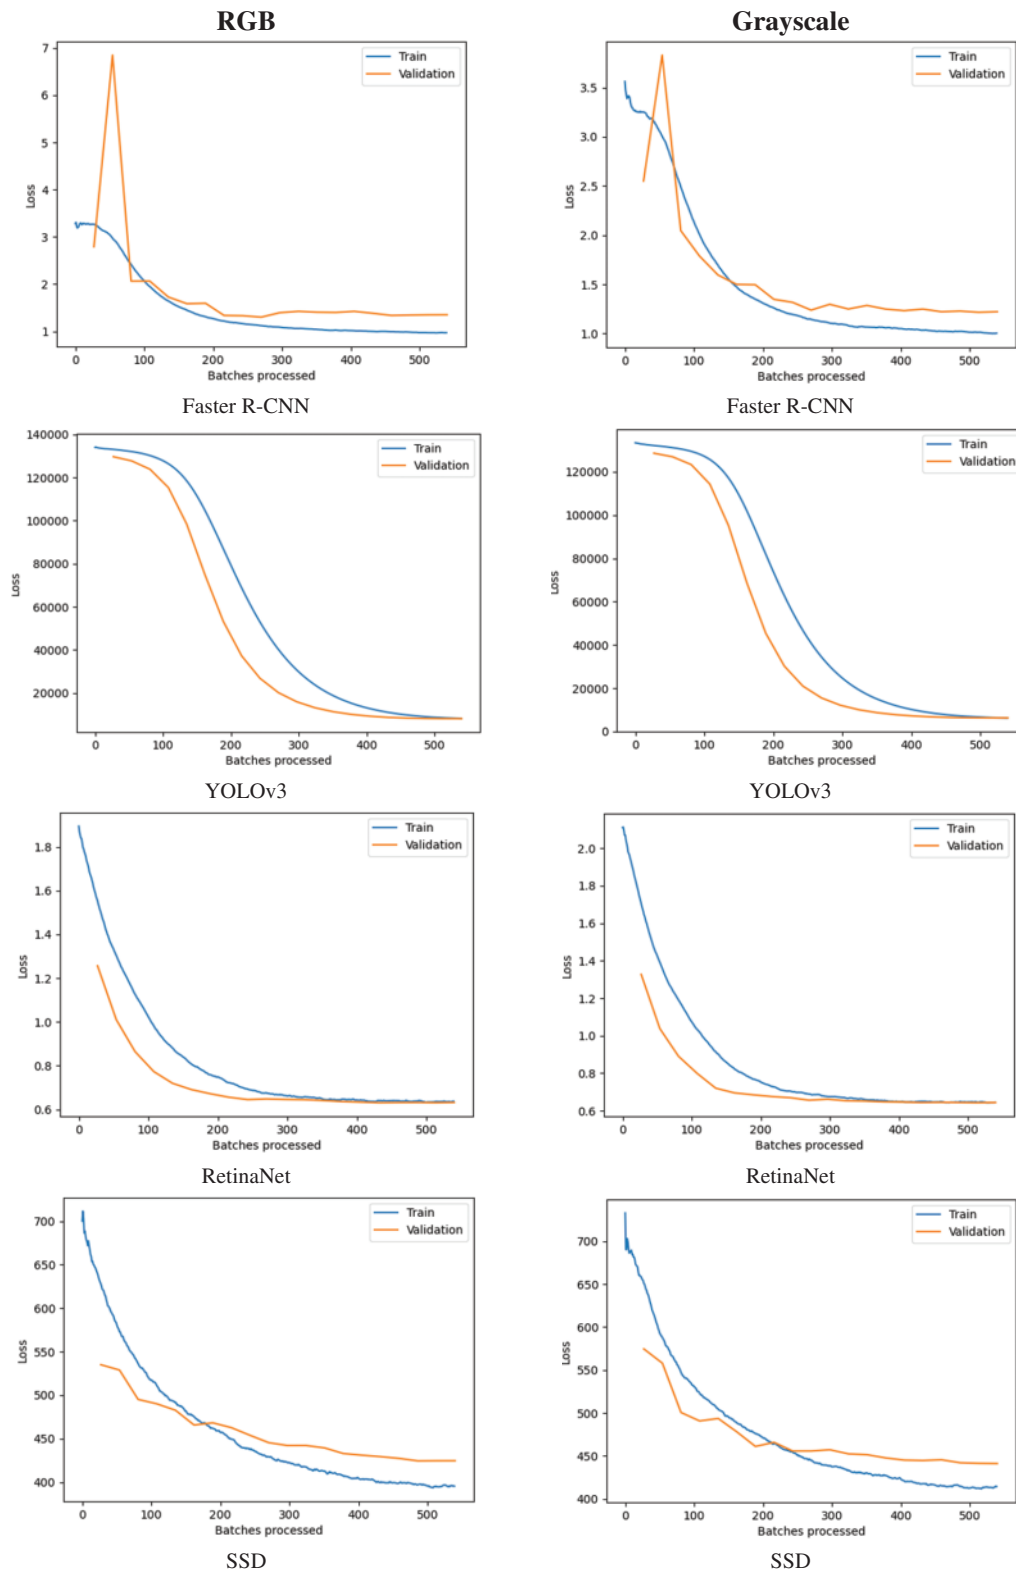 RGB
Grayscale
7
6
5
4
3
2
1
Loss
Train
Validation
0
100
200
300
400
500
Batches processed
Faster R-CNN
3.5
3.0
2.5
2.0
1.5
1.0
Loss
Train
Validation
0
100
200
300
400
500
Batches processed
Faster R-CNN
140000
120000
100000
80000
60000
40000
20000
Loss
Train
Validation
0
100
200
300
400
500
Batches processed
YOLOv3
120000
100000
80000
60000
40000
20000
0
Loss
Train
Validation
0
100
200
300
400
500
Batches processed
YOLOv3
1.8
1.6
1.4
1.2
1.0
0.8
0.6
Loss
Train
Validation
0
100
200
300
400
500
Batches processed
RetinaNet
2.0
1.8
1.6
1.4
1.2
1.0
0.8
0.6
Loss
Train
Validation
0
100
200
300
400
500
Batches processed
RetinaNet
700
650
600
550
500
450
400
Loss
Train
Validation
0
100
200
300
400
500
Batches processed
SSD
700
650
600
550
500
450
400
Loss
Train
Validation
0
100
200
300
400
500
Batches processed
SSD